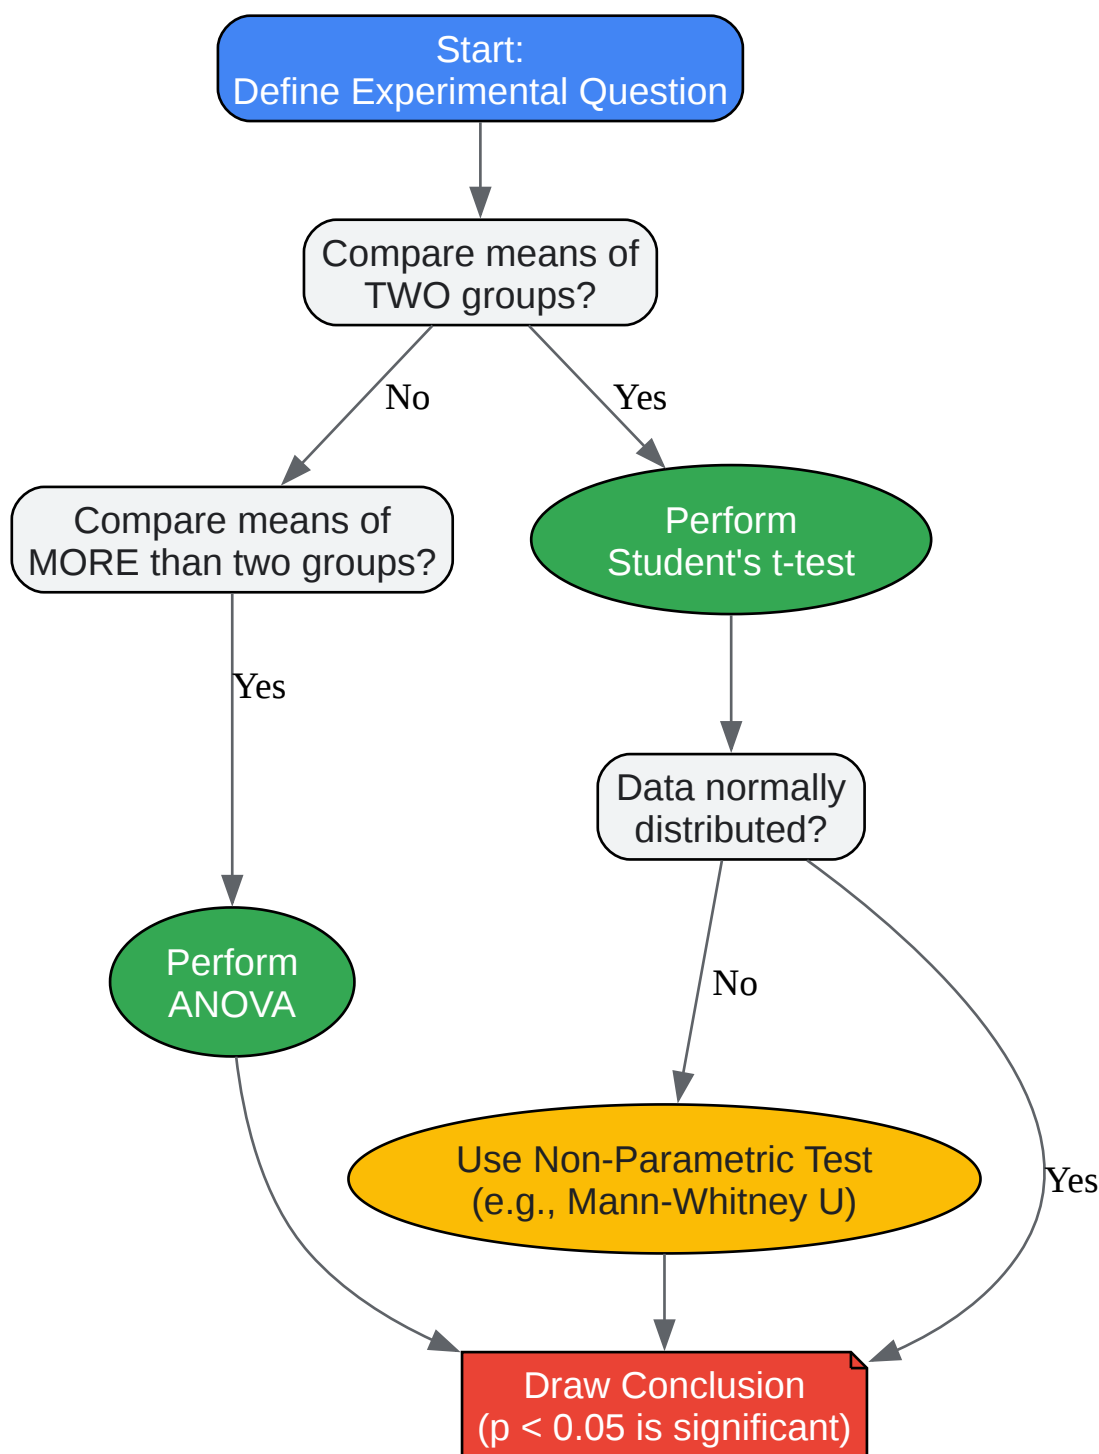 Start:
Define Experimental Question
Compare means of
TWO groups?
No
Yes
Compare means of
MORE than two groups?
Perform
Student's t-test
Yes
Data normally
distributed?
Perform
ANOVA
No
Use Non-Parametric Test
(e.g., Mann-Whitney U)
Yes
Draw Conclusion
(p < 0.05 is significant)